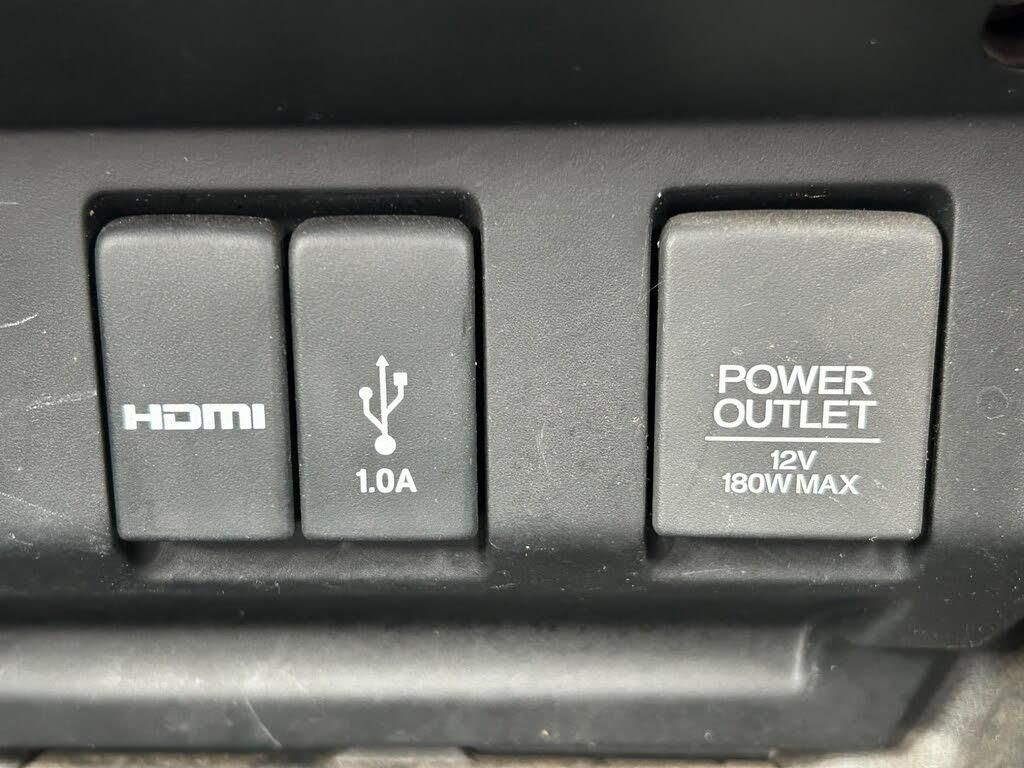 HDMI
1.0A
POWER
OUTLET
12V
180W MAX